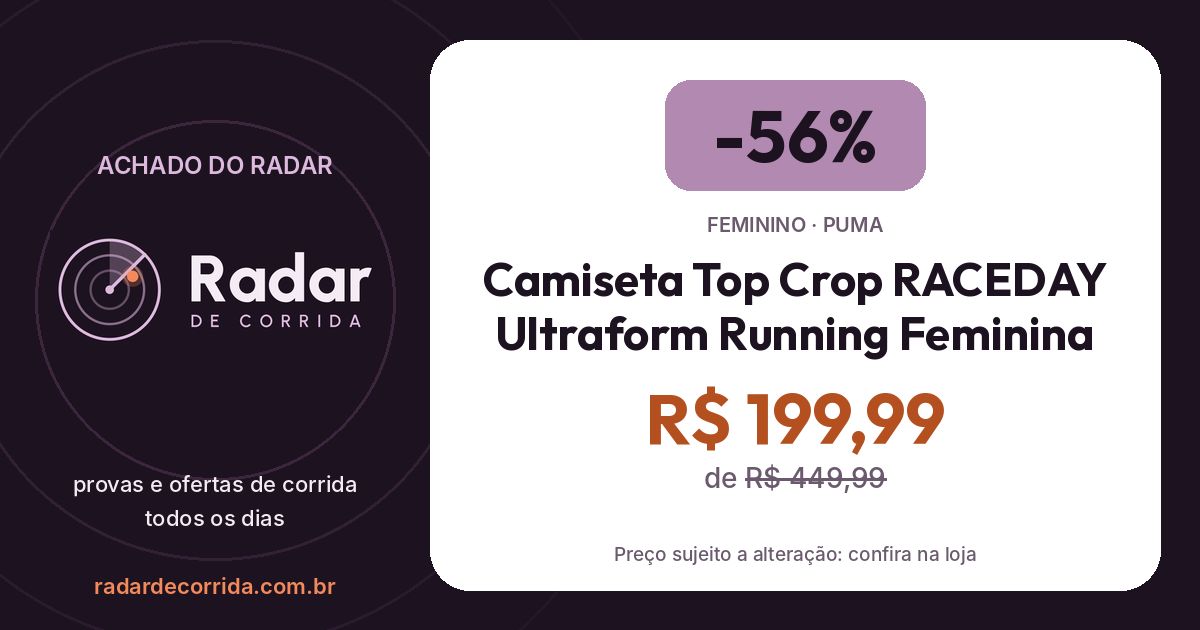 ACHADO DO RADAR
Radar
DE CORRIDA
provas e ofertas de corrida
todos os dias
radardecorrida.com.br
-56%
FEMININO · PUMA
Camiseta Top Crop RACEDAY
Ultraform Running Feminina
R$ 199,99
de R$ 449,99
Preço sujeito a alteração: confira na loja